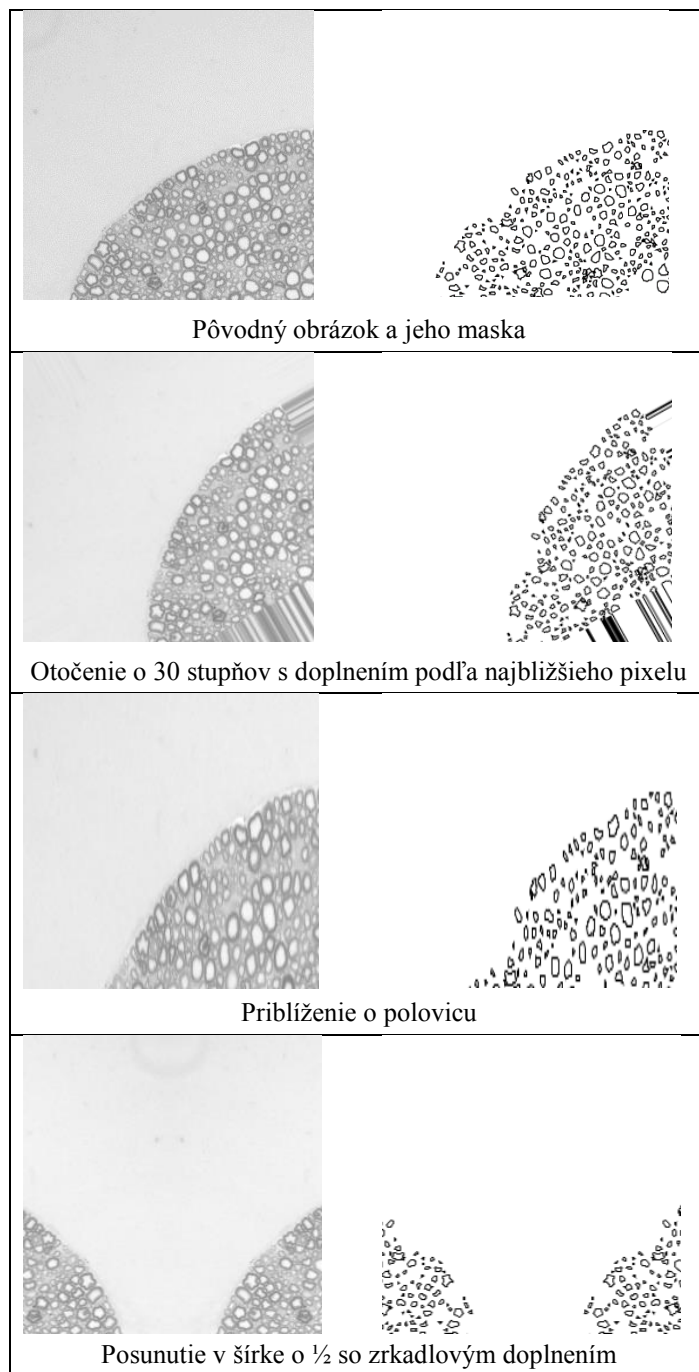 Pôvodný obrázok a jeho maska
Otočenie o 30 stupňov s doplnením podľa najbližšieho pixelu
Priblíženie o polovicu
Posunutie v šírke o ½ so zrkadlovým doplnením